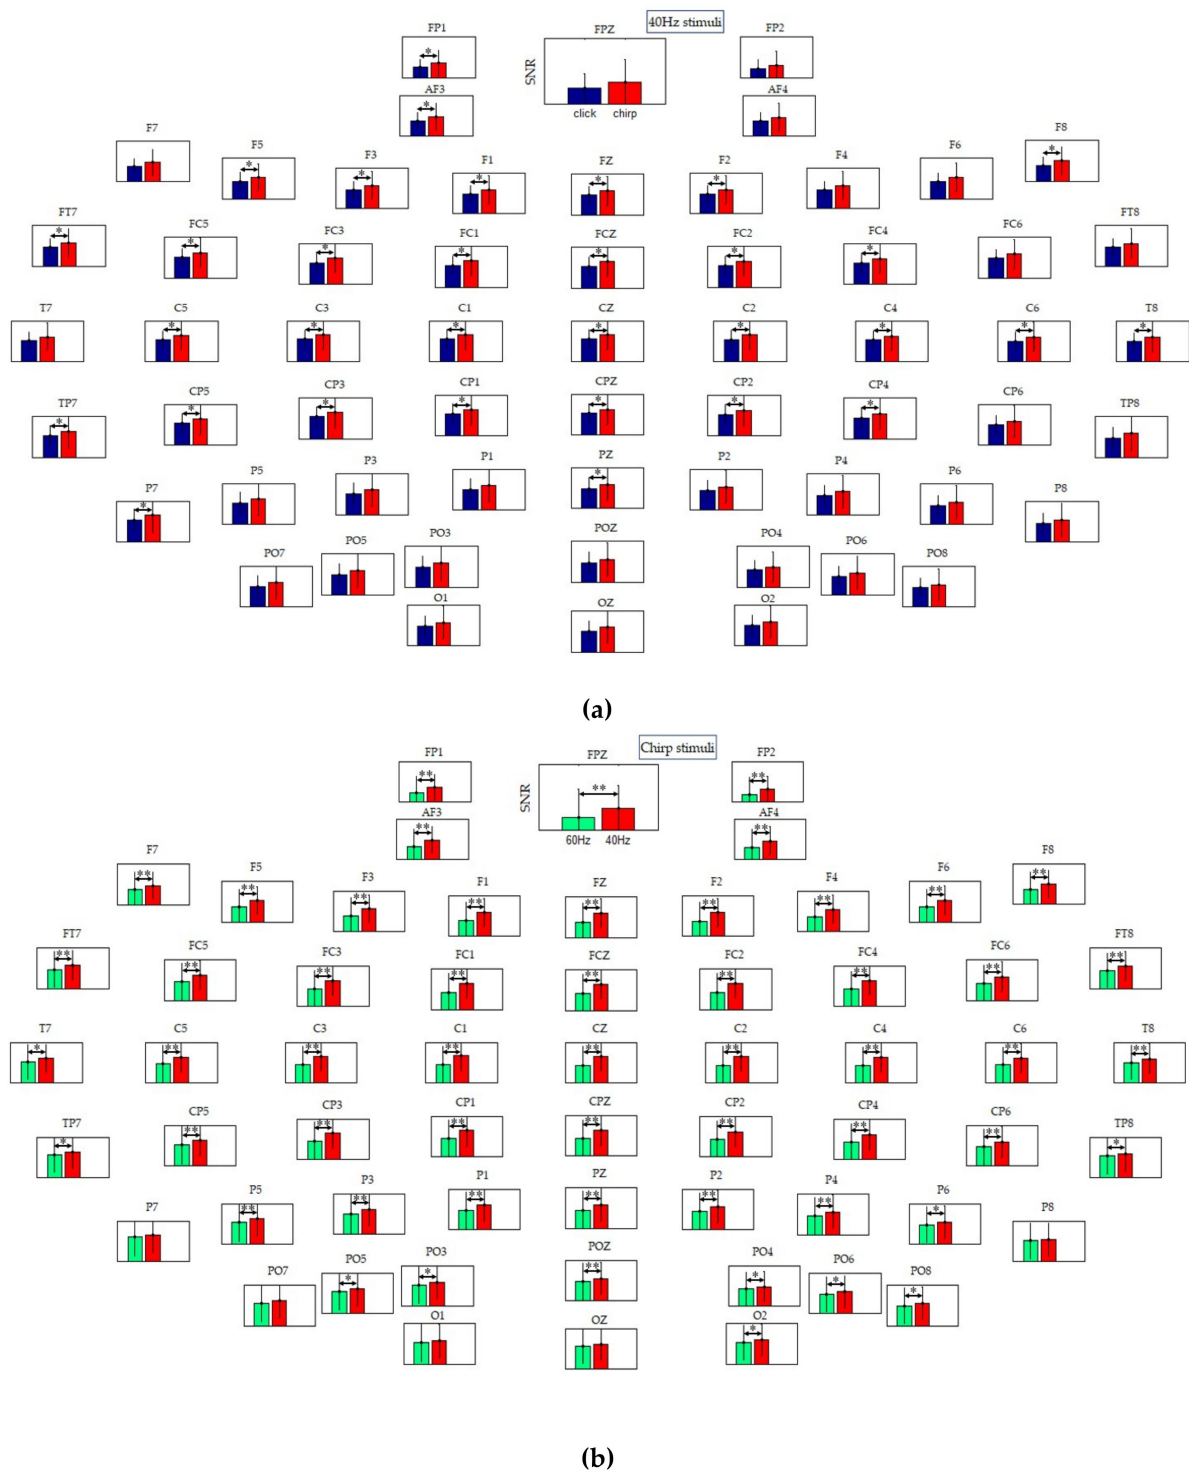 40Hz stimuli
FP1 FPZ FP2
*
SNR
AF3 AF4
*
click chirp
F7 F5 F3 F1 FZ F2 F4 F6 F8
* * * * * *
FT7 FC5 FC3 FC1 FCZ FC2 FC4 FC6 FT8
* * * * * * *
T7 C5 C3 C1 CZ C2 C4 C6 T8
* * * * * * * *
TP7 CP5 CP3 CP1 CPZ CP2 CP4 CP6 TP8
* * * * * * *
P7 P5 P3 P1 PZ P2 P4 P6 P8
* *
PO7 PO5 PO3 POZ PO4 PO6 PO8
O1 OZ O2
(a)
Chirp stimuli
FP1 FPZ FP2
** ** **
SNR
AF3 AF4
** **
60Hz 40Hz
F7 F5 F3 F1 FZ F2 F4 F6 F8
** ** ** ** ** ** ** ** **
FT7 FC5 FC3 FC1 FCZ FC2 FC4 FC6 FT8
** ** ** ** ** ** ** ** **
T7 C5 C3 C1 CZ C2 C4 C6 T8
* ** ** ** ** ** ** ** **
TP7 CP5 CP3 CP1 CPZ CP2 CP4 CP6 TP8
* ** ** ** ** ** ** ** *
P7 P5 P3 P1 PZ P2 P4 P6 P8
** ** ** ** ** ** *
PO7 PO5 PO3 POZ PO4 PO6 PO8
* * ** * * *
O1 OZ O2
*
(b)